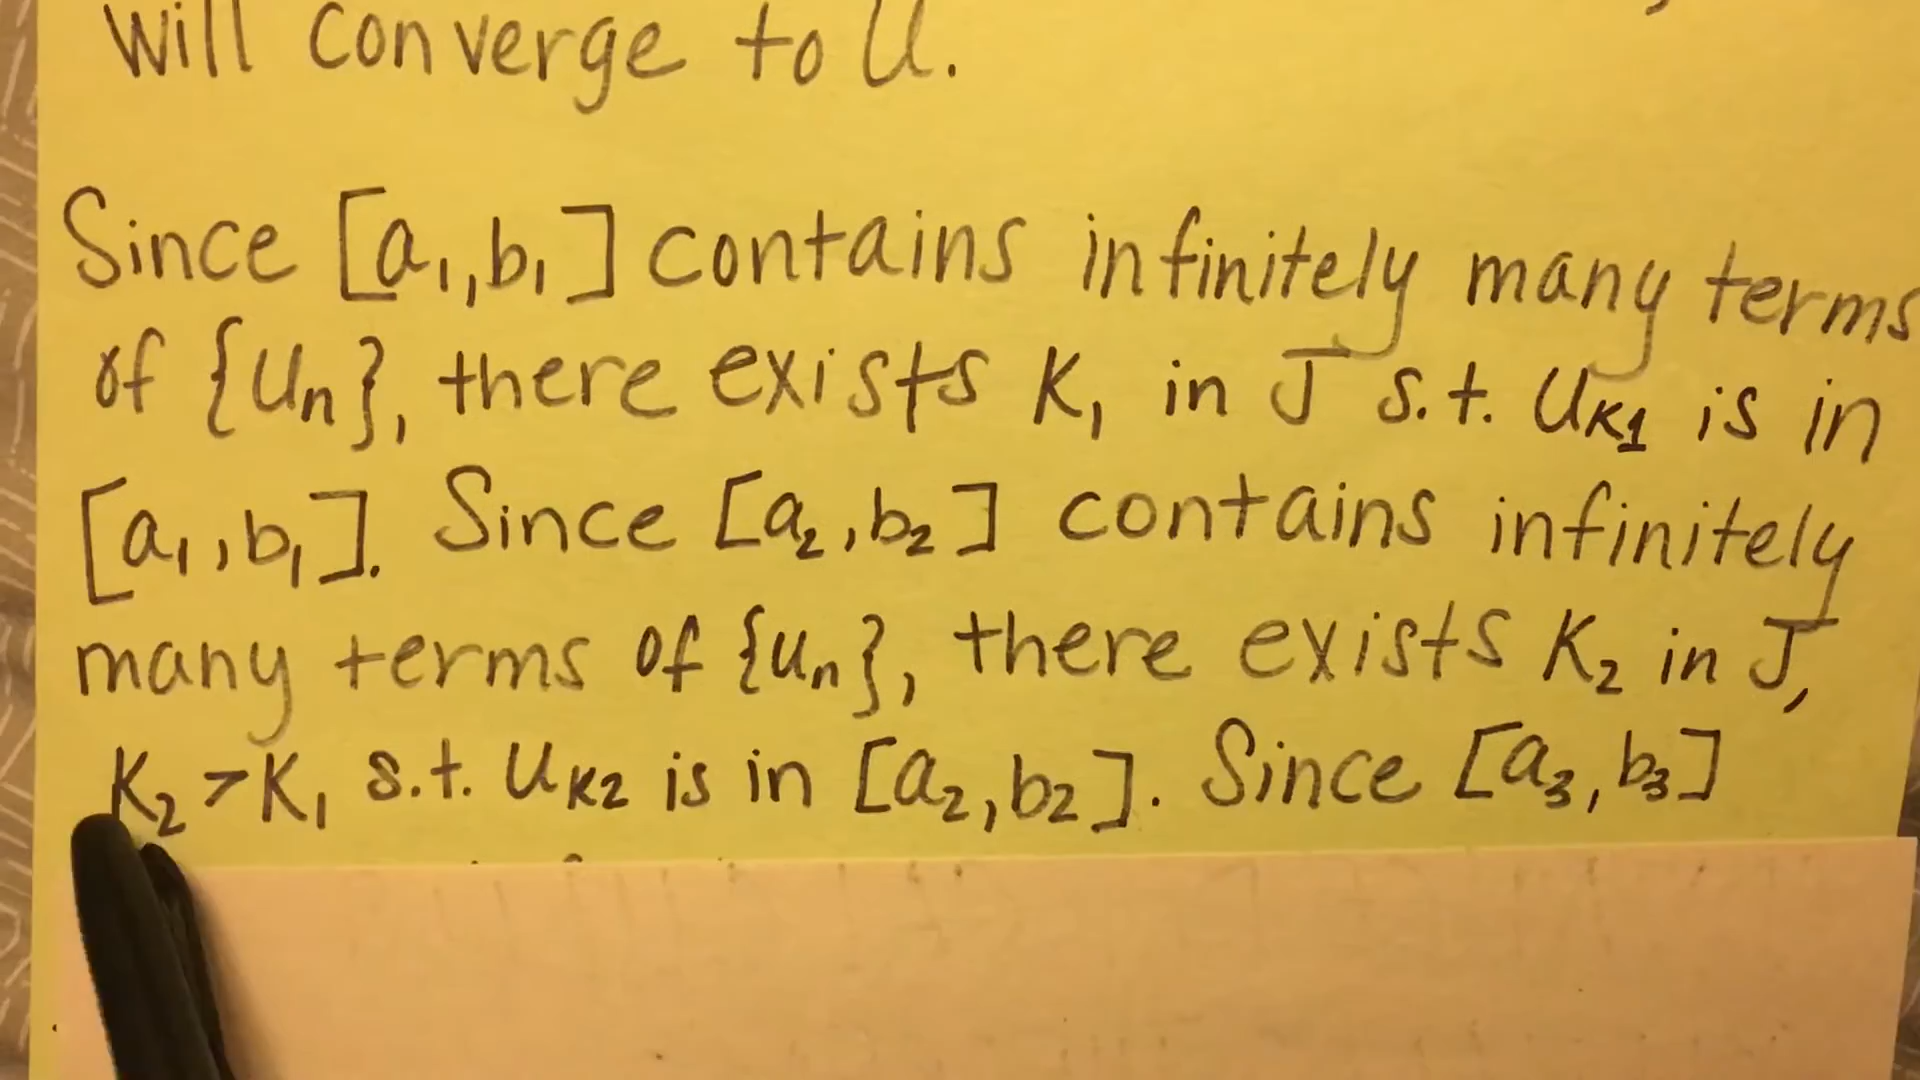 will converge to U.
Since [a₁,b₁] contains infinitely many terms
of {Uₙ}, there exists K₁ in J s.t. U_K1 is in
[a₁,b₁]. Since [a₂,b₂] contains infinitely
many terms of {uₙ}, there exists K₂ in J,
K₂>K₁ s.t. U_K2 is in [a₂,b₂]. Since [a₃,b₃]